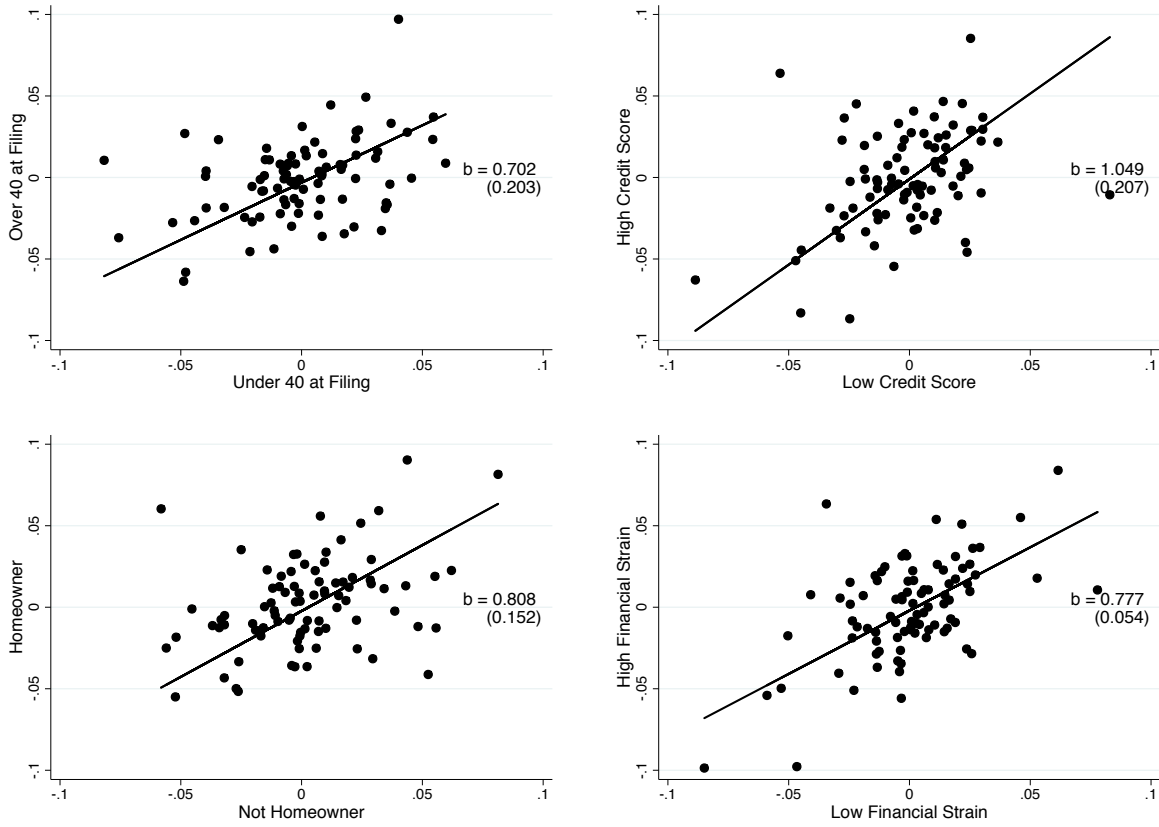 .1
.05
0
-.05
-.1
Over 40 at Filing
b = 0.702
(0.203)
-.1 -.05 0 .05 .1
Under 40 at Filing
.1
.05
0
-.05
-.1
High Credit Score
b = 1.049
(0.207)
-.1 -.05 0 .05 .1
Low Credit Score
.1
.05
0
-.05
-.1
Homeowner
b = 0.808
(0.152)
-.1 -.05 0 .05 .1
Not Homeowner
.1
.05
0
-.05
-.1
High Financial Strain
b = 0.777
(0.054)
-.1 -.05 0 .05 .1
Low Financial Strain